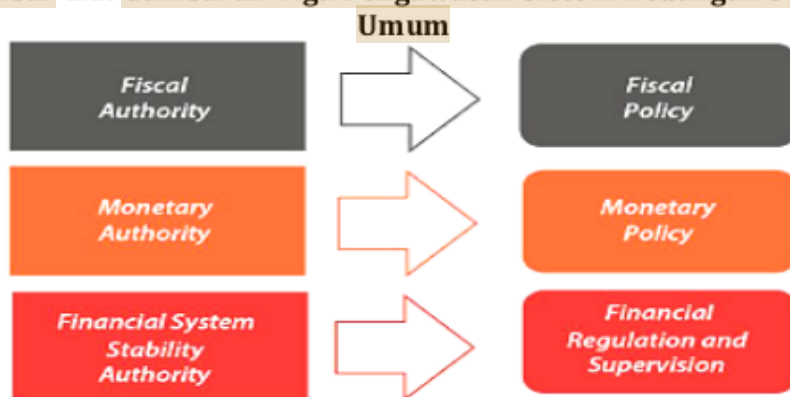 Umum
Fiscal
Authority
Fiscal
Policy
Monetary
Authority
Monetary
Policy
Financial System
Stability
Authority
Financial
Regulation and
Supervision